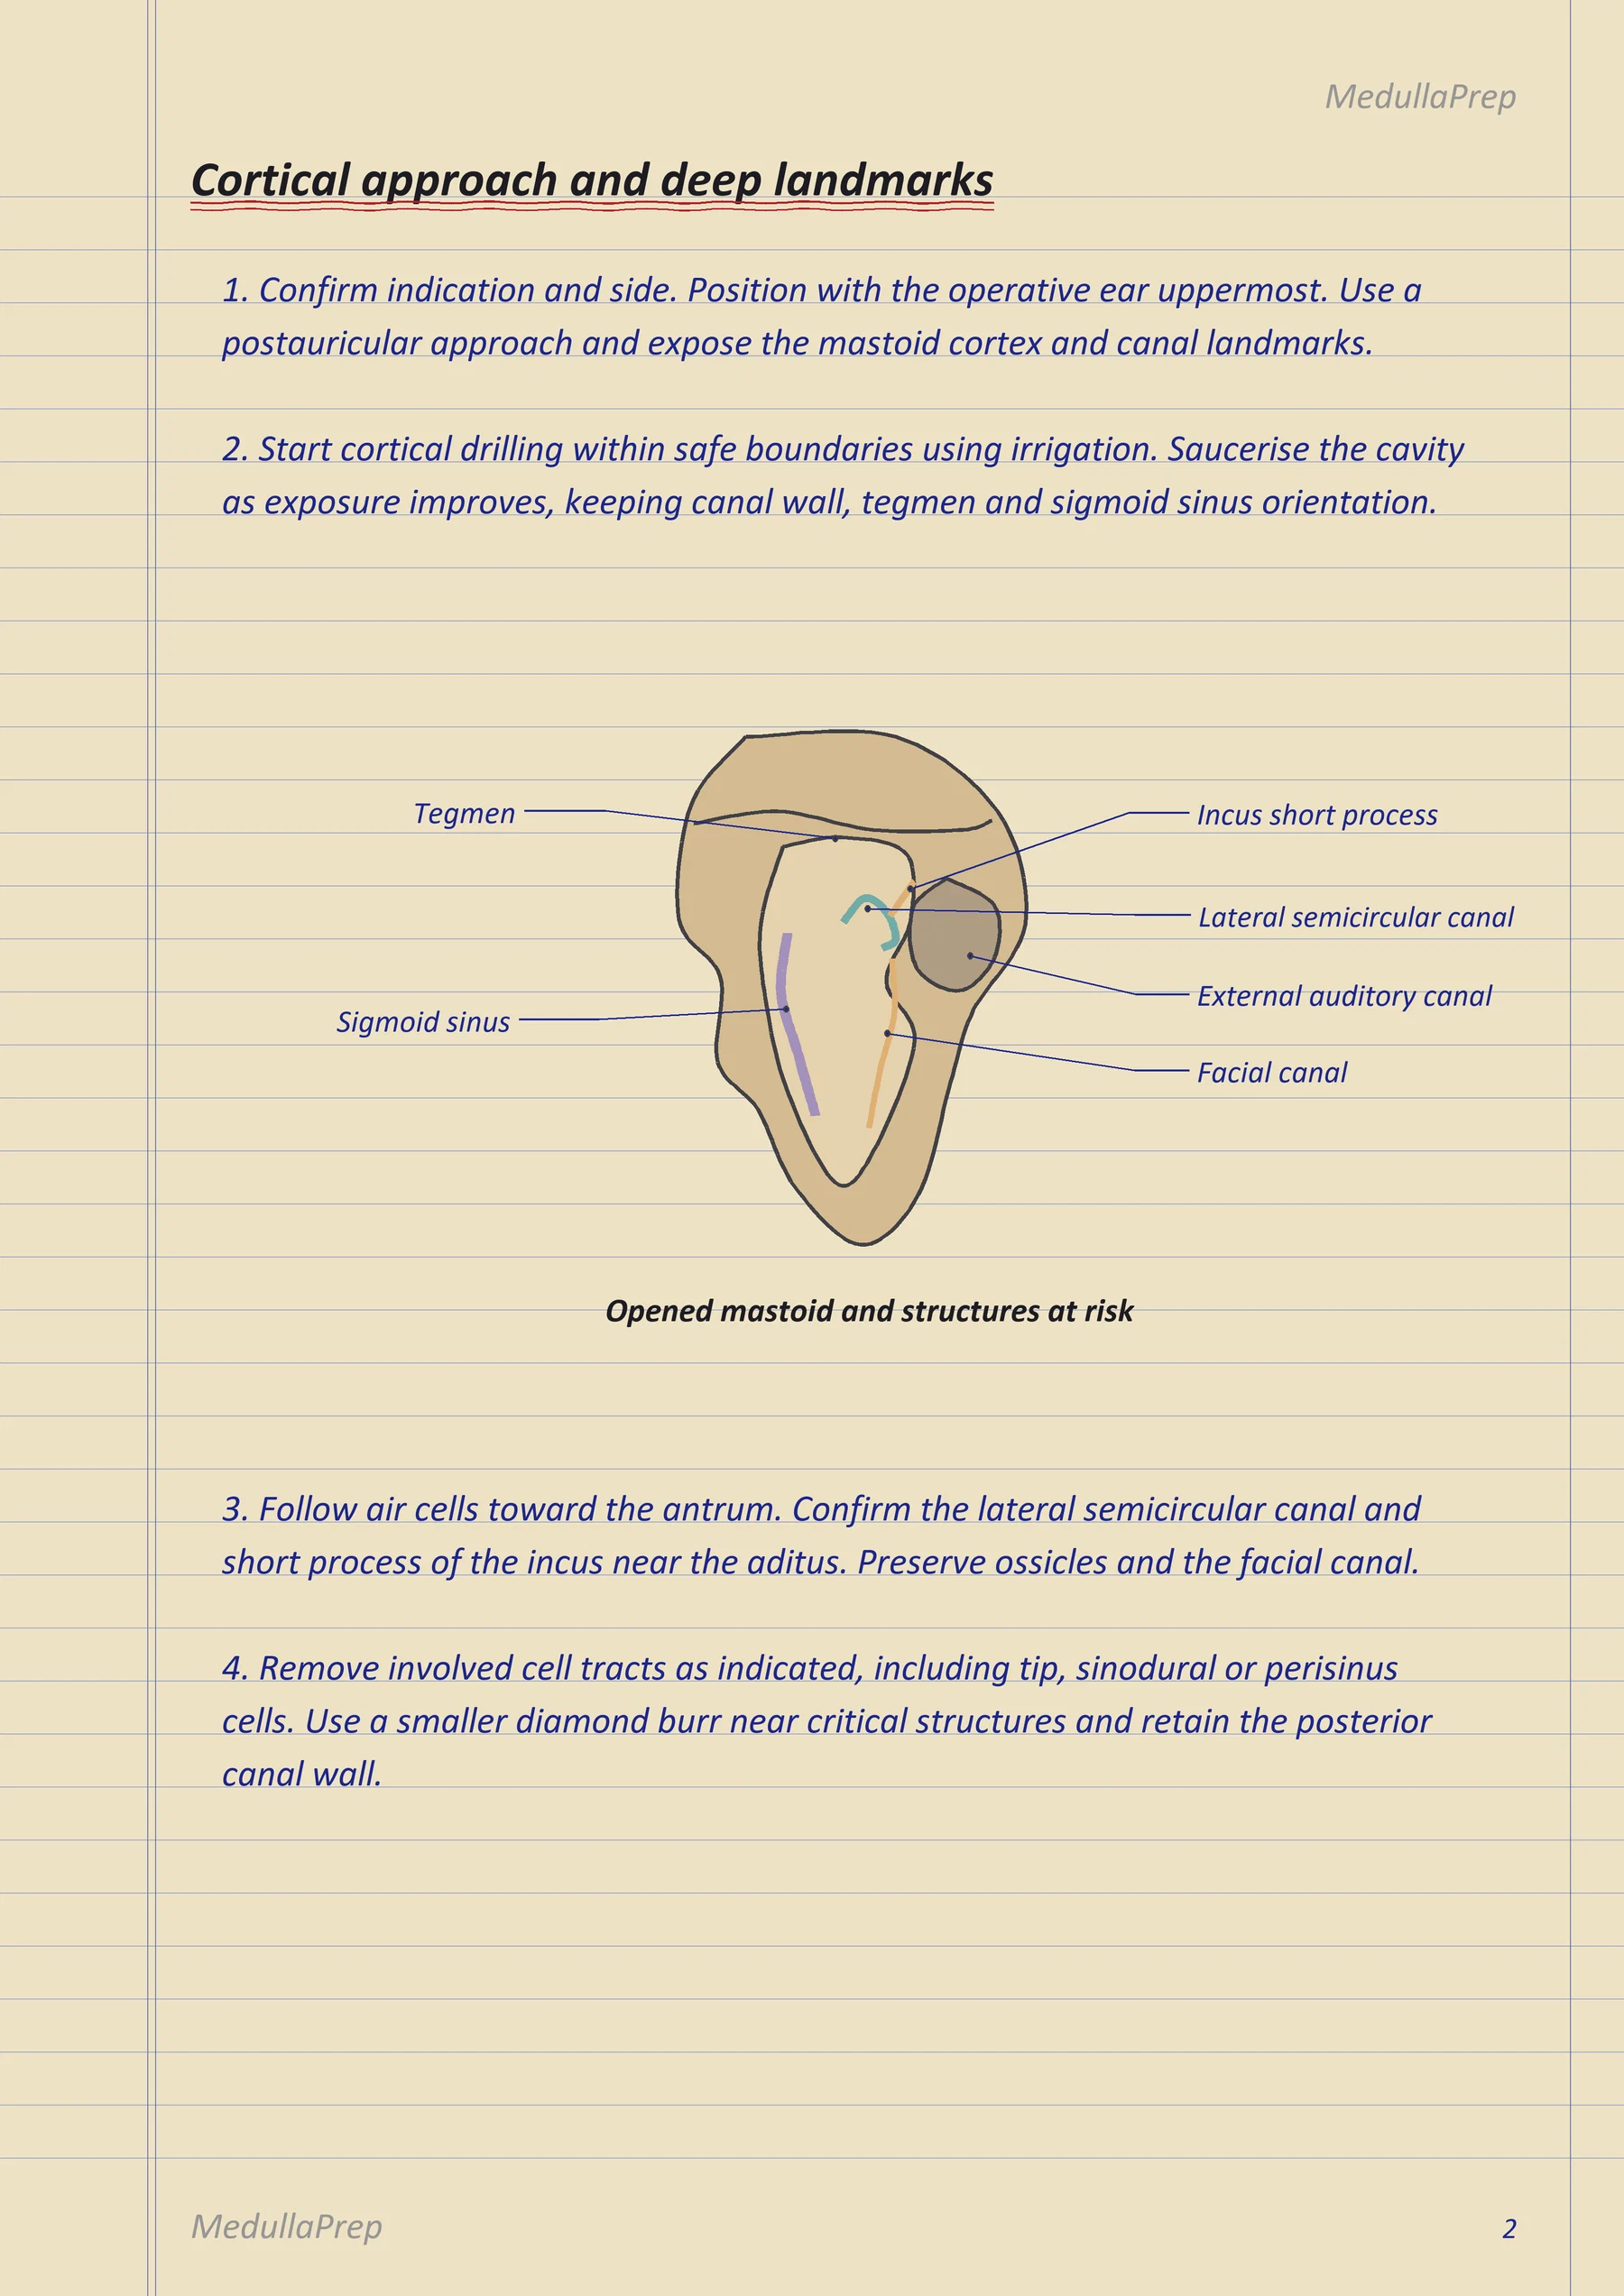 MedullaPrep
Cortical approach and deep landmarks
1. Confirm indication and side. Position with the operative ear uppermost. Use a
postauricular approach and expose the mastoid cortex and canal landmarks.
2. Start cortical drilling within safe boundaries using irrigation. Saucerise the cavity
as exposure improves, keeping canal wall, tegmen and sigmoid sinus orientation.
Tegmen
Incus short process
Lateral semicircular canal
External auditory canal
Sigmoid sinus
Facial canal
Opened mastoid and structures at risk
3. Follow air cells toward the antrum. Confirm the lateral semicircular canal and
short process of the incus near the aditus. Preserve ossicles and the facial canal.
4. Remove involved cell tracts as indicated, including tip, sinodural or perisinus
cells. Use a smaller diamond burr near critical structures and retain the posterior
canal wall.
MedullaPrep
2